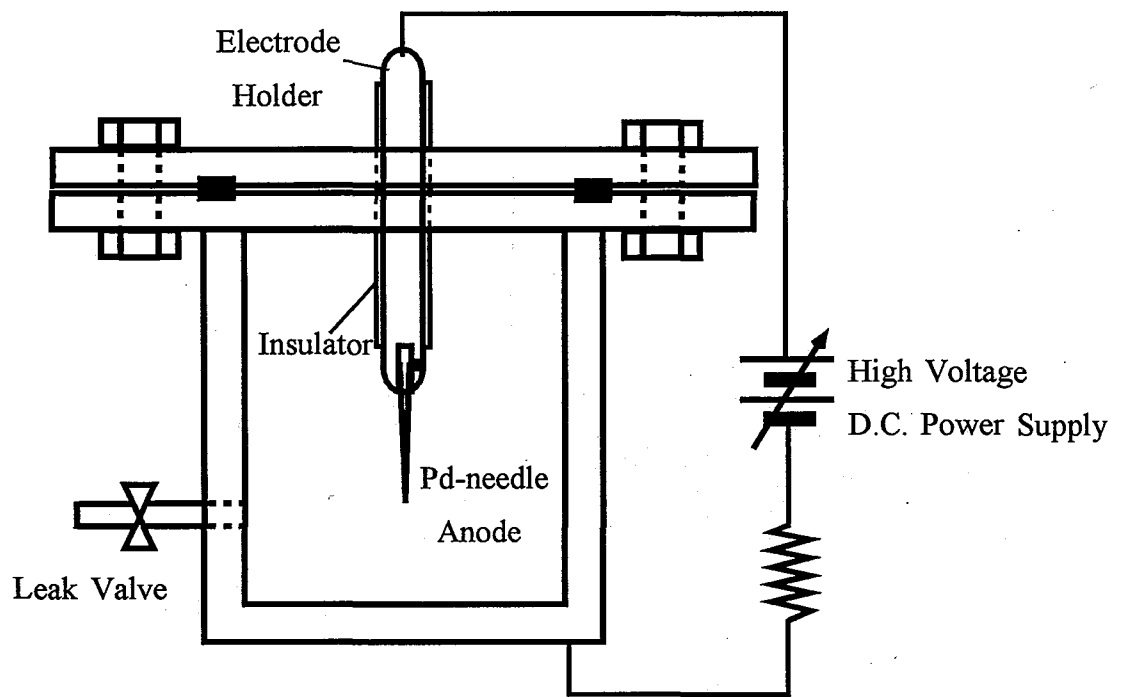 Electrode
Holder
Insulator
Pd-needle
Anode
High Voltage
D.C. Power Supply
Leak Valve